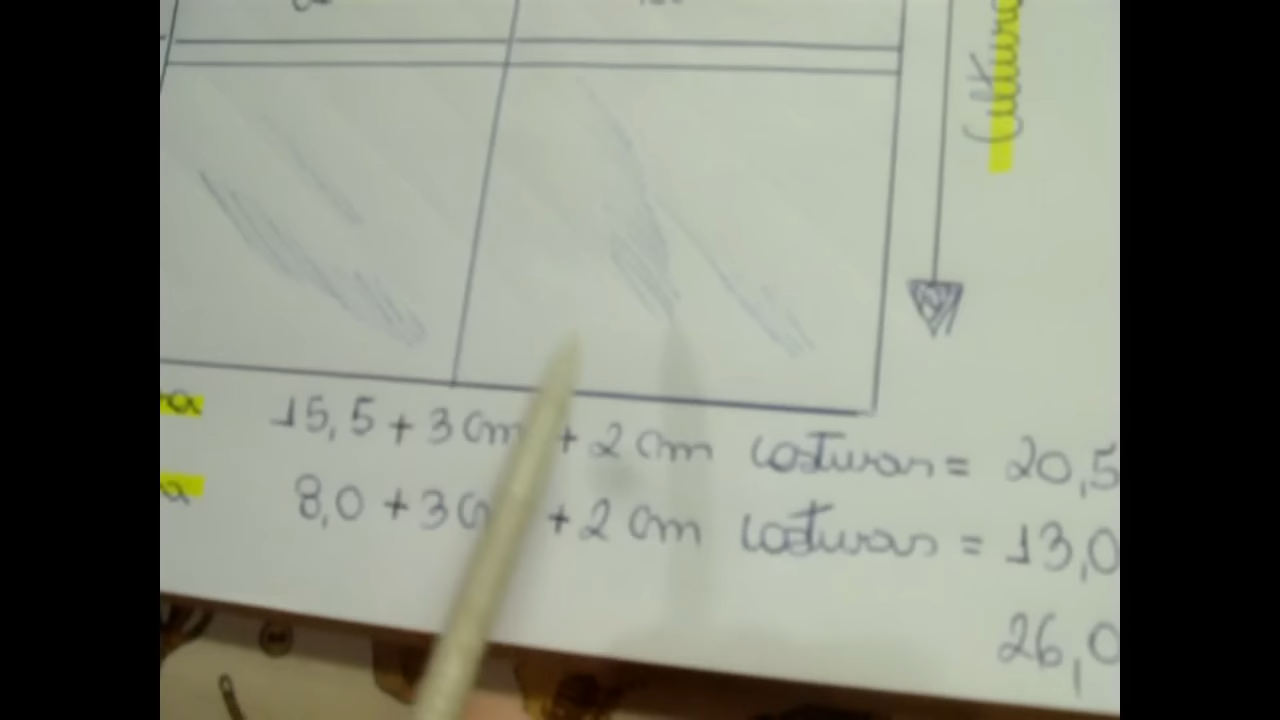 15,5 + 3 cm + 2 cm costuras = 20,5
8,0 + 3 c + 2 cm costuras = 13,0
26,0